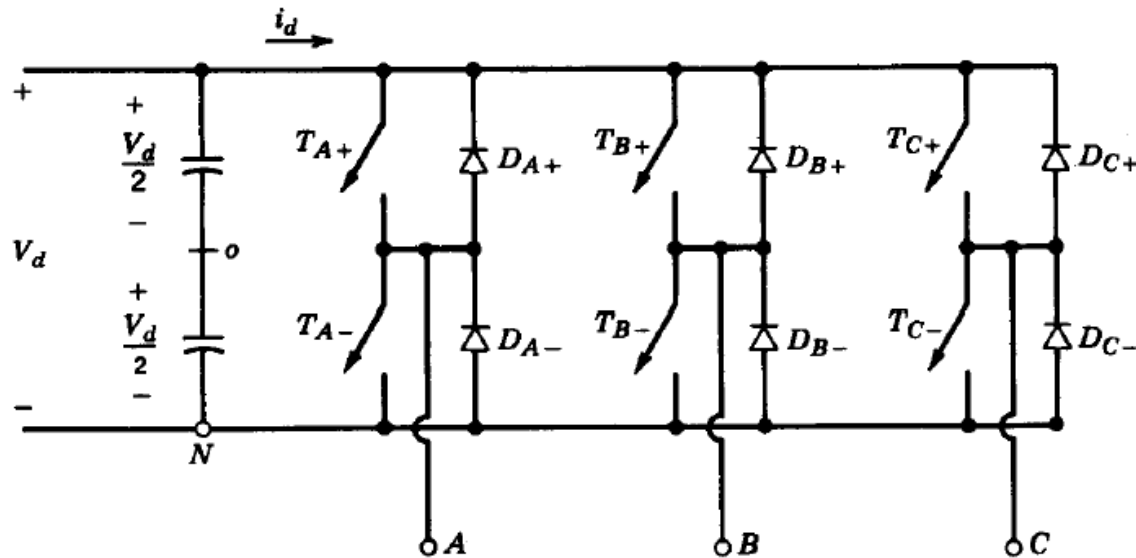 i_d
+
+
V_d
2
−
T_A+
D_A+
T_B+
D_B+
T_C+
D_C+
V_d
o
+
V_d
2
−
T_A−
D_A−
T_B−
D_B−
T_C−
D_C−
−
N
A
B
C